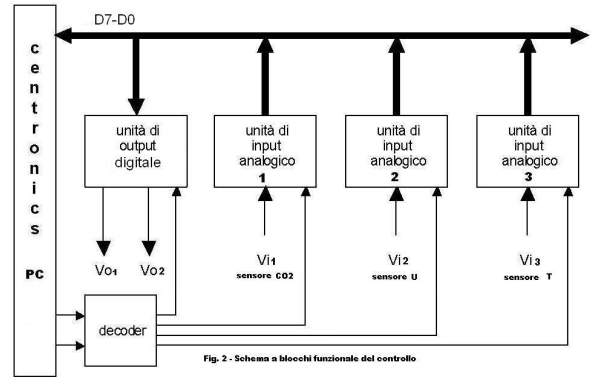 D7-D0
centronics
PC
unità di
output
digitale
unità di
input
analogico
1
unità di
input
analogico
2
unità di
input
analogico
3
Vo1
Vo2
Vi1
sensore CO2
Vi2
sensore U
Vi3
sensore T
decoder
Fig. 2 - Schema a blocchi funzionale del controllo